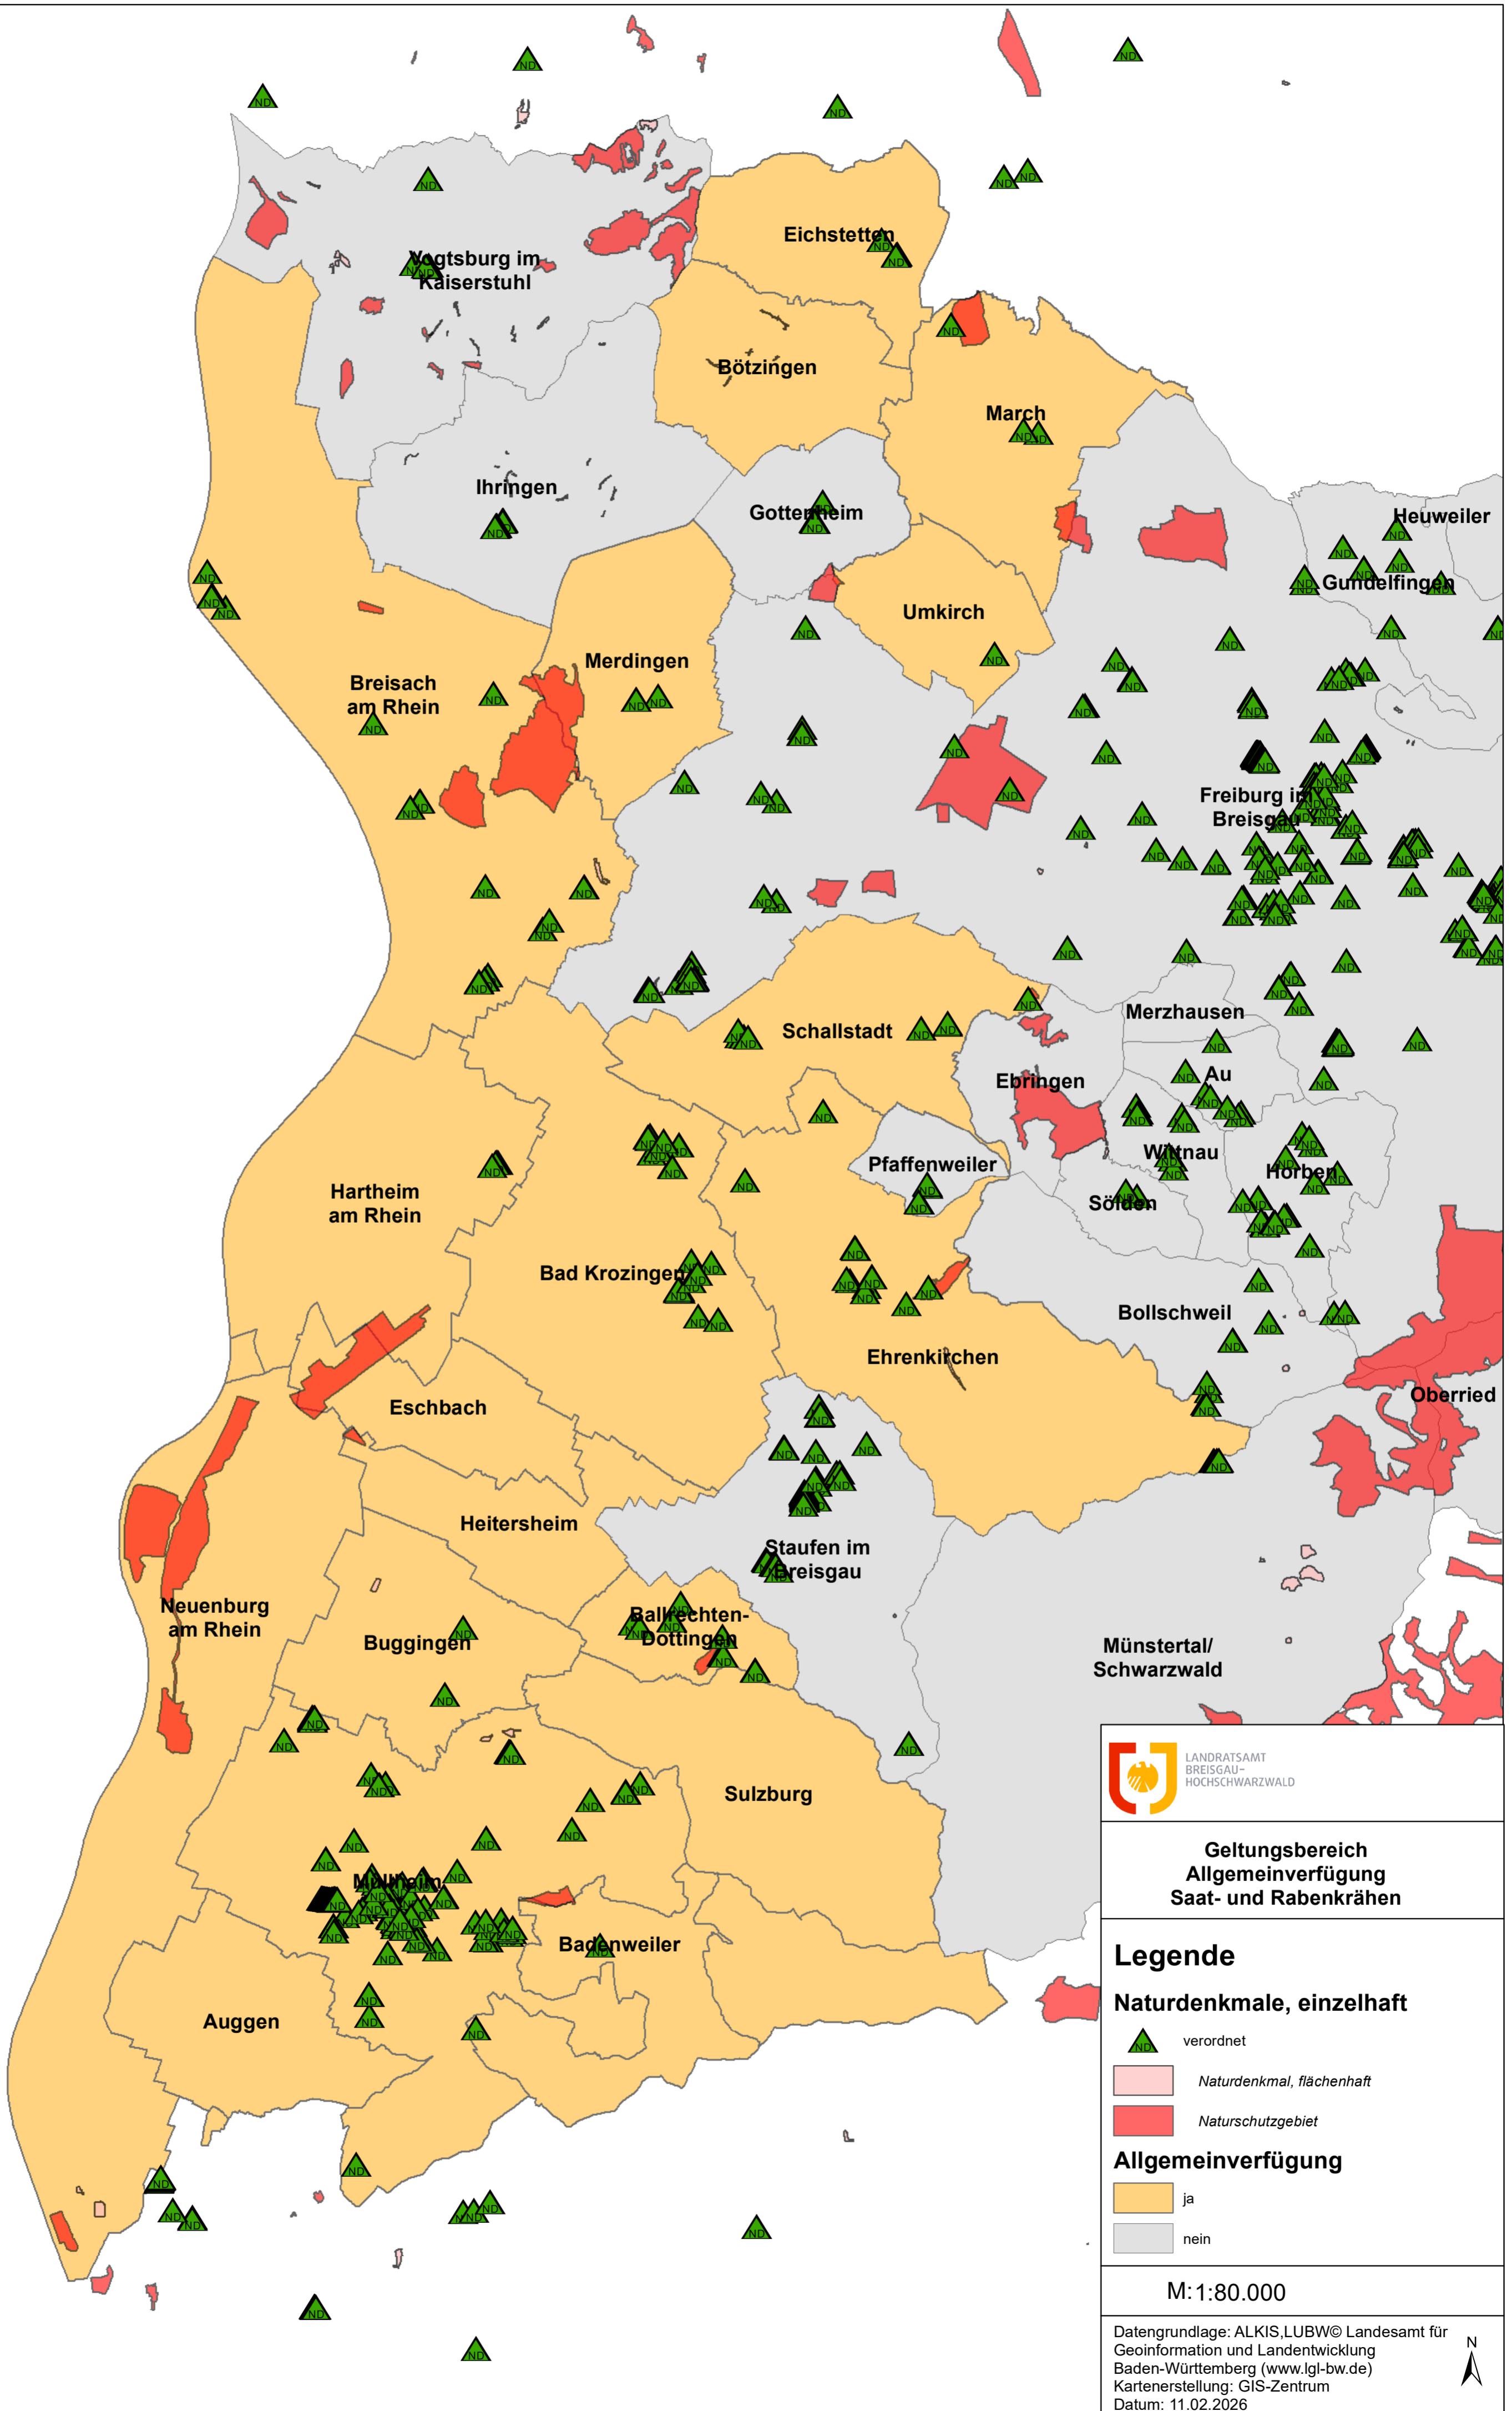 Eichstetten
Vogtsburg im
Kaiserstuhl
Bötzingen
March
Ihringen
Gottenheim
Heuweiler
Gundelfingen
Umkirch
Merdingen
Breisach
am Rhein
Freiburg im
Breisgau
Schallstadt
Merzhausen
Ebringen
Au
Pfaffenweiler
Wittnau
Horben
Sölden
Hartheim
am Rhein
Bad Krozingen
Bollschweil
Ehrenkirchen
Oberried
Eschbach
Heitersheim
Staufen im
Breisgau
Neuenburg
am Rhein
Buggingen
Ballrechten-
Dottingen
Münstertal/
Schwarzwald
Sulzburg
Müllheim
Badenweiler
Auggen
LANDRATSAMT
BREISGAU-
HOCHSCHWARZWALD
Geltungsbereich
Allgemeinverfügung
Saat- und Rabenkrähen
Legende
Naturdenkmale, einzelhaft
ND verordnet
Naturdenkmal, flächenhaft
Naturschutzgebiet
Allgemeinverfügung
ja
nein
M:1:80.000
Datengrundlage: ALKIS,LUBW© Landesamt für
Geoinformation und Landentwicklung
Baden-Württemberg (www.lgl-bw.de)
Kartenerstellung: GIS-Zentrum
Datum: 11.02.2026
N